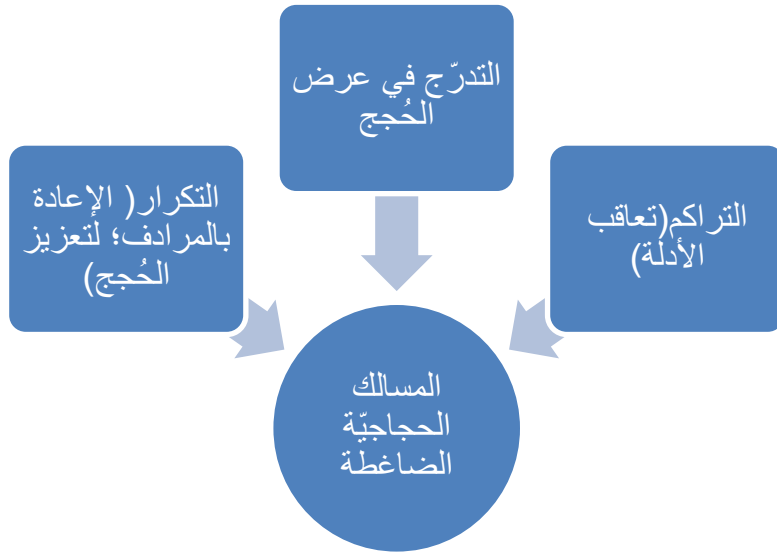 التدرّج في عرض
الحُجج
التراكم(تعاقب
الأدلة)
التكرار( الإعادة
بالمرادف؛ لتعزيز
الحُجج)
المسالك
الحجاجيّة
الضاغطة